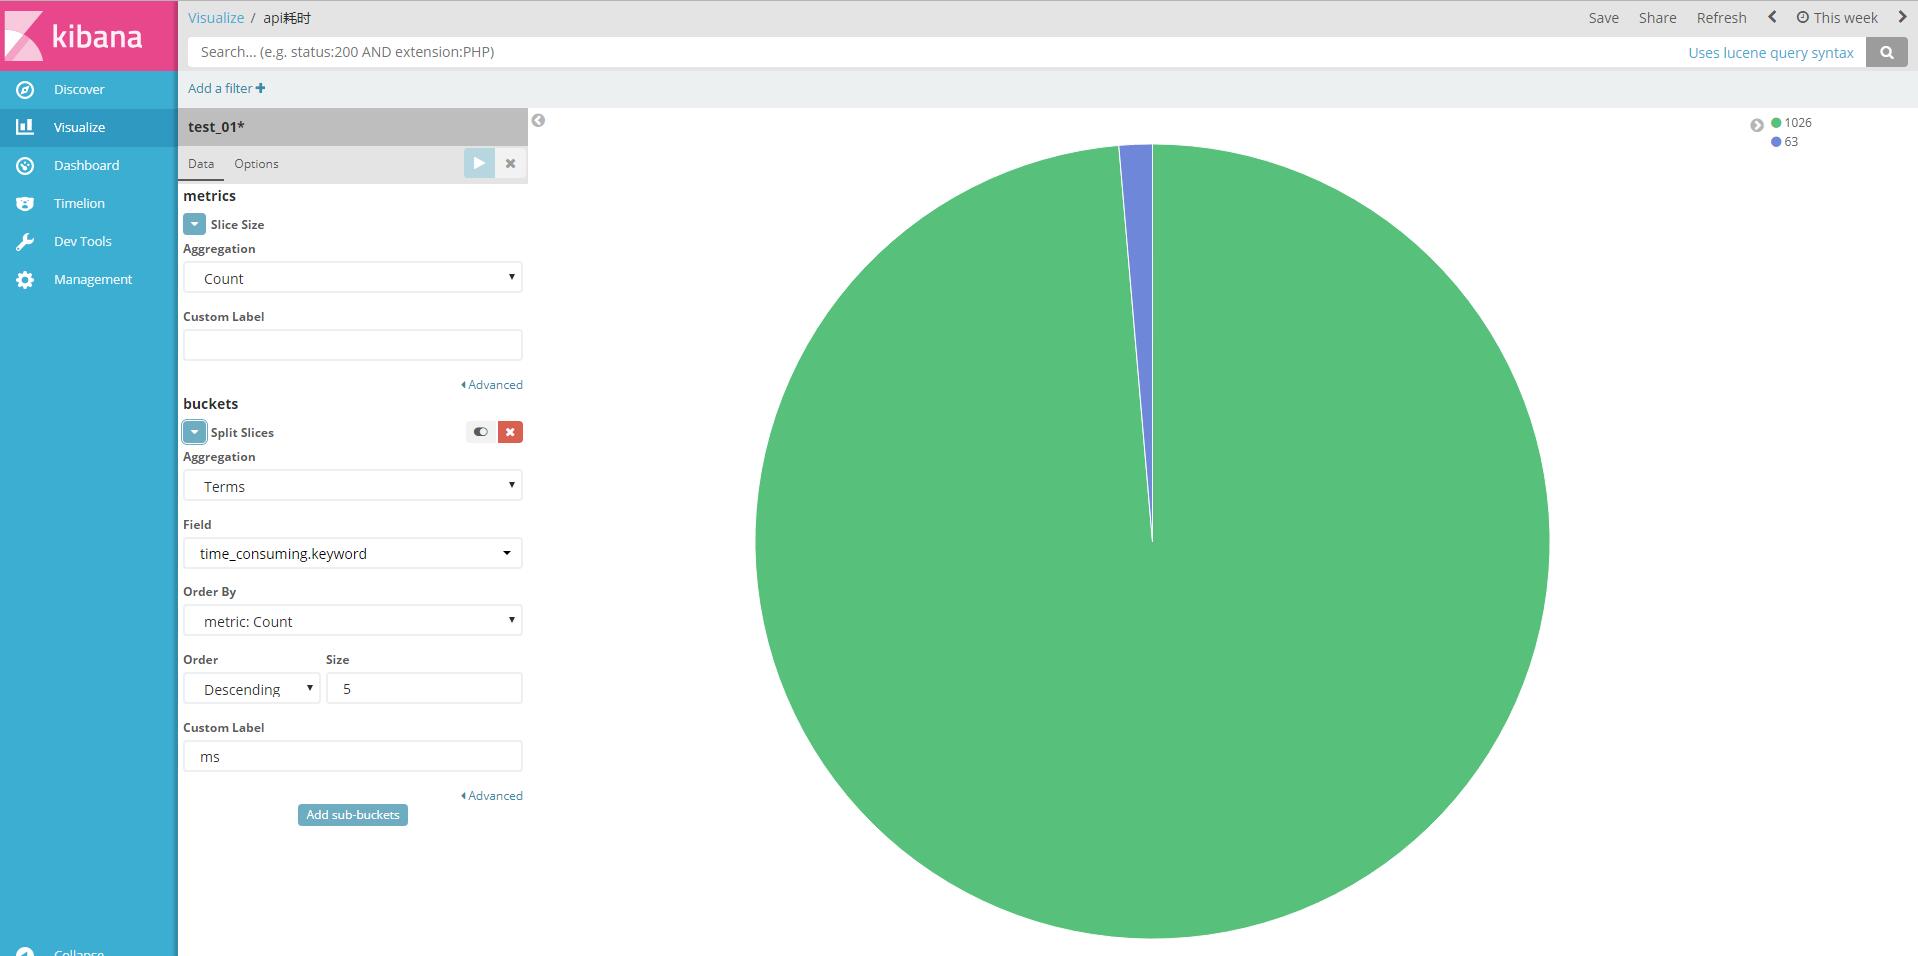 kibana
Discover
Visualize
Dashboard
Timelion
Dev Tools
Management
Collapse
Visualize / api耗时
Save Share Refresh This week
Search... (e.g. status:200 AND extension:PHP)
Uses lucene query syntax
Add a filter
test_01*
Data Options
metrics
Slice Size
Aggregation
Count
Custom Label
Advanced
buckets
Split Slices
Aggregation
Terms
Field
time_consuming.keyword
Order By
metric: Count
Order Size
Descending 5
Custom Label
ms
Advanced
Add sub-buckets
1026
63